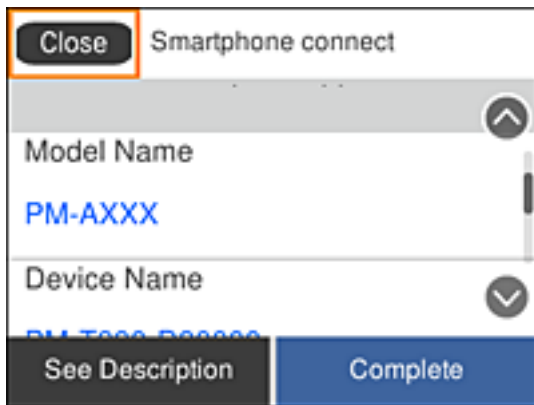 Close
Smartphone connect
Model Name
PM-AXXX
Device Name
See Description
Complete